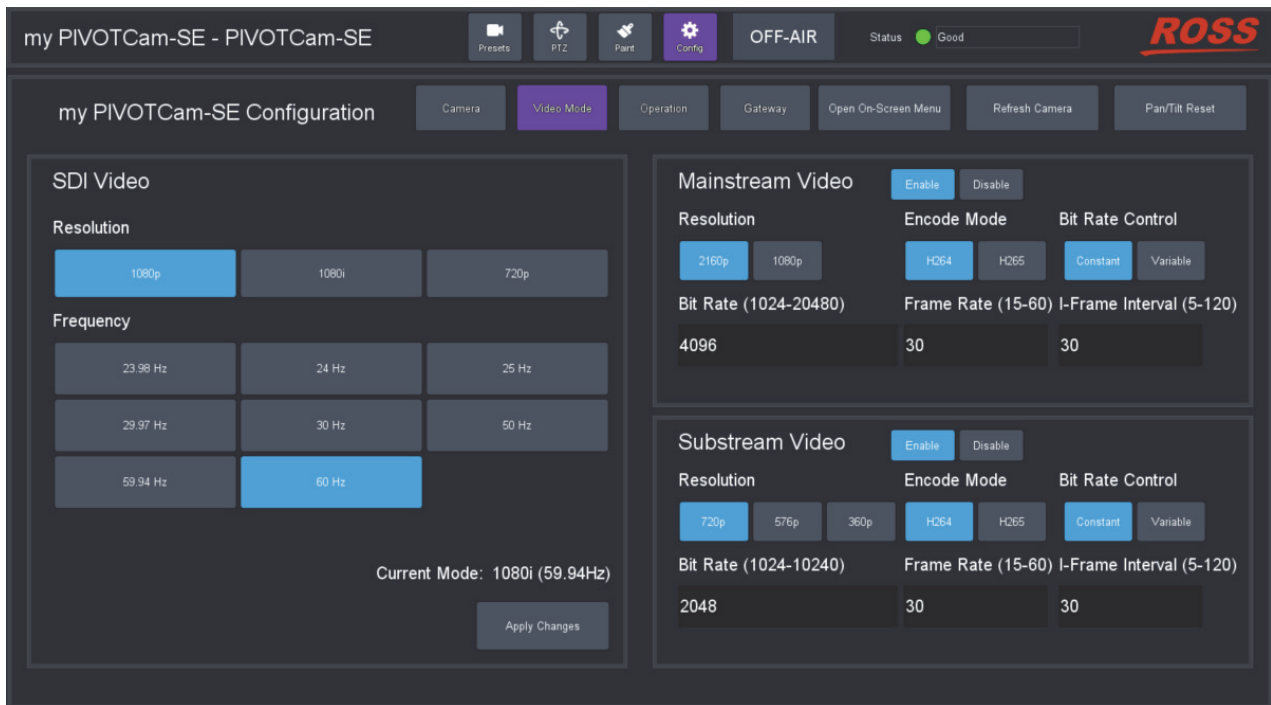 my PIVOTCam-SE - PIVOTCam-SE
Presets
PTZ
Paint
Config
OFF-AIR
Status
Good
ROSS
my PIVOTCam-SE Configuration
Camera
Video Mode
Operation
Gateway
Open On-Screen Menu
Refresh Camera
Pan/Tilt Reset
SDI Video
Resolution
1080p 1080i 720p
Frequency
23.98 Hz 24 Hz 25 Hz
29.97 Hz 30 Hz 50 Hz
59.94 Hz 60 Hz
Current Mode: 1080i (59.94Hz)
Apply Changes
Mainstream Video Enable Disable
Resolution Encode Mode Bit Rate Control
2160p 1080p H264 H265 Constant Variable
Bit Rate (1024-20480) Frame Rate (15-60) I-Frame Interval (5-120)
4096 30 30
Substream Video Enable Disable
Resolution Encode Mode Bit Rate Control
720p 576p 360p H264 H265 Constant Variable
Bit Rate (1024-10240) Frame Rate (15-60) I-Frame Interval (5-120)
2048 30 30